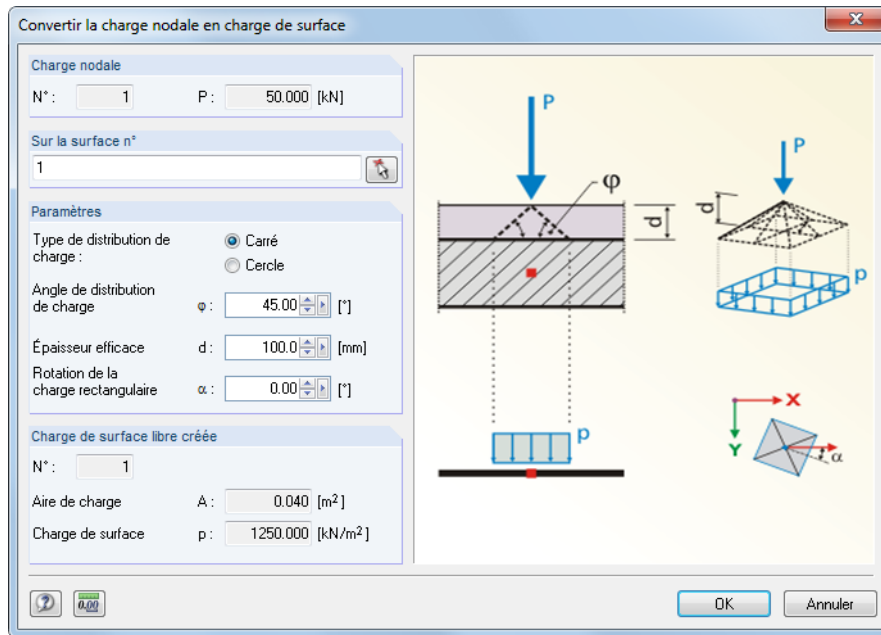 Convertir la charge nodale en charge de surface
Charge nodale
N° : 1 P : 50.000 [kN]
Sur la surface n°
1
Paramètres
Type de distribution de charge :
Carré
Cercle
Angle de distribution de charge φ : 45.00 [°]
Épaisseur efficace d : 100.0 [mm]
Rotation de la charge rectangulaire α : 0.00 [°]
Charge de surface libre créée
N° : 1
Aire de charge A : 0.040 [m²]
Charge de surface p : 1250.000 [kN/m²]
P
φ
d
p
P
d
p
X
Y
α
0.00
OK
Annuler